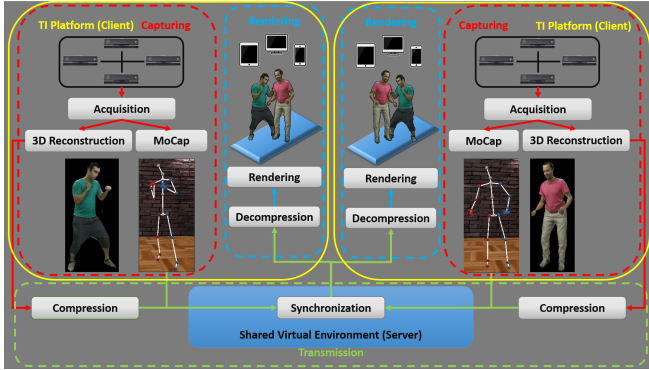 TI Platform (Client)
Capturing
Rendering
Rendering
Capturing
TI Platform (Client)
Acquisition
Acquisition
3D Reconstruction
MoCap
MoCap
3D Reconstruction
Rendering
Rendering
Decompression
Decompression
Compression
Synchronization
Compression
Shared Virtual Environment (Server)
Transmission